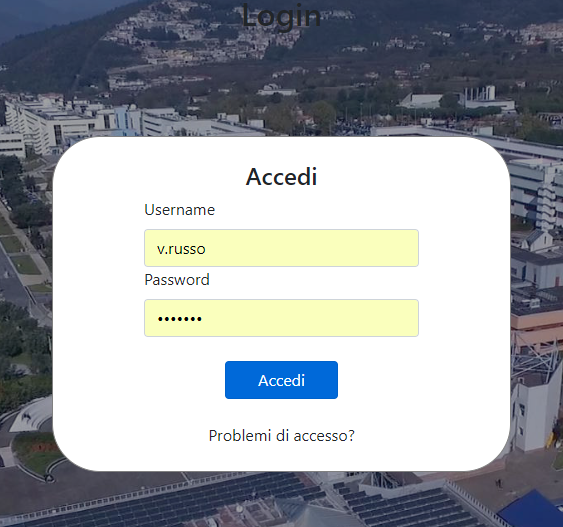 Login
Accedi
Username
v.russo
Password
•••••••
Accedi
Problemi di accesso?